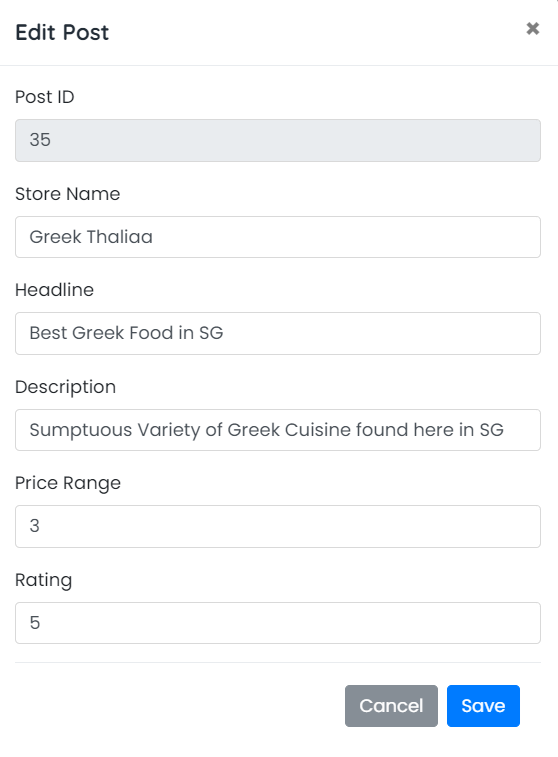 Edit Post
×
Post ID
35
Store Name
Greek Thaliaa
Headline
Best Greek Food in SG
Description
Sumptuous Variety of Greek Cuisine found here in SG
Price Range
3
Rating
5
Cancel Save